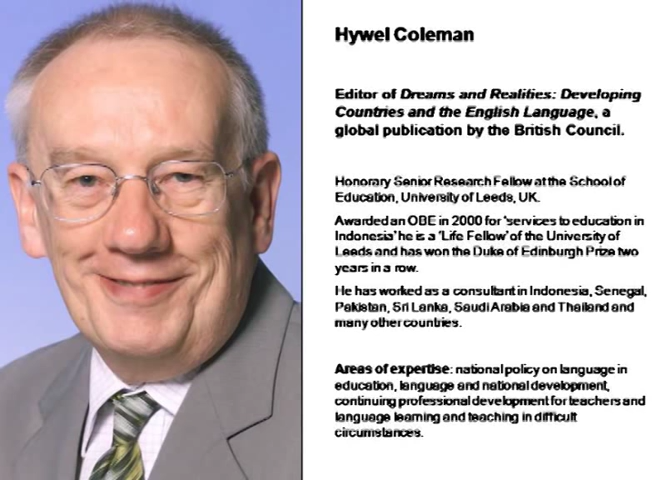 Hywel Coleman
Editor of Dreams and Realities: Developing
Countries and the English Language, a
global publication by the British Council.
Honorary Senior Research Fellow at the School of
Education, University of Leeds, UK.
Awarded an OBE in 2000 for 'services to education in
Indonesia' he is a 'Life Fellow' of the University of
Leeds and has won the Duke of Edinburgh Prize two
years in a row.
He has worked as a consultant in Indonesia, Senegal,
Pakistan, Sri Lanka, Saudi Arabia and Thailand and
many other countries.
Areas of expertise: national policy on language in
education, language and national development,
continuing professional development for teachers and
language learning and teaching in difficult
circumstances.